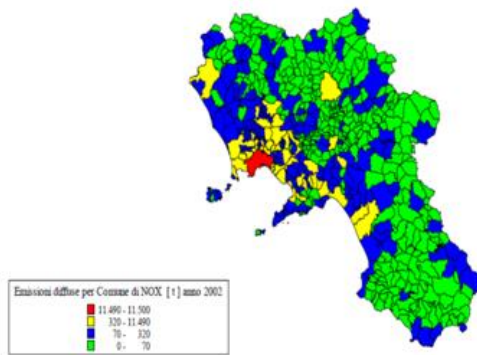 Emissioni diffuse per Comune di NOX [ t ] anno 2002
11.490 - 11.500
320 - 11.490
70 - 320
0 - 70